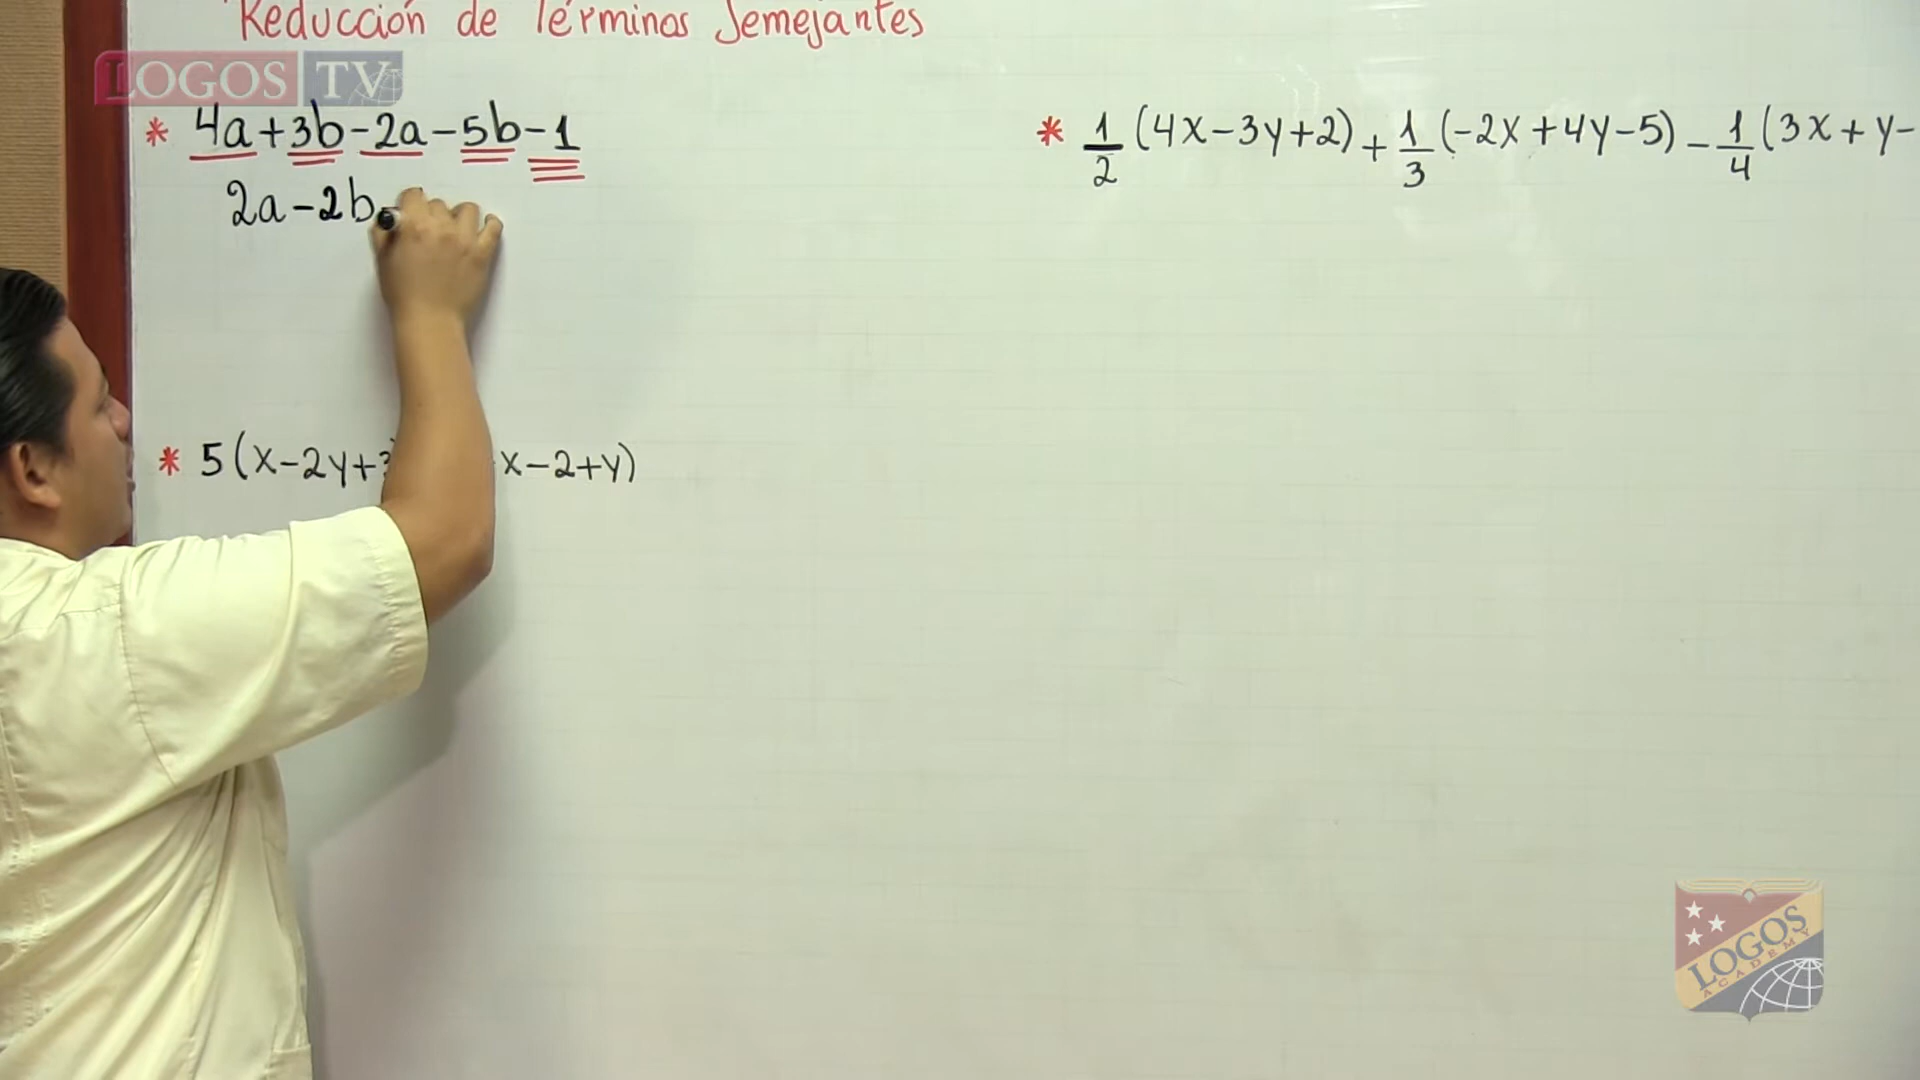 Reducción de Términos Semejantes
LOGOS TV
* 4a+3b-2a-5b-1
2a-2b-
* 5(x-2y+3 x-2+y)
* 1/2 (4x-3y+2) + 1/3 (-2x+4y-5) - 1/4 (3x+y-
LOGOS
ACADEMY